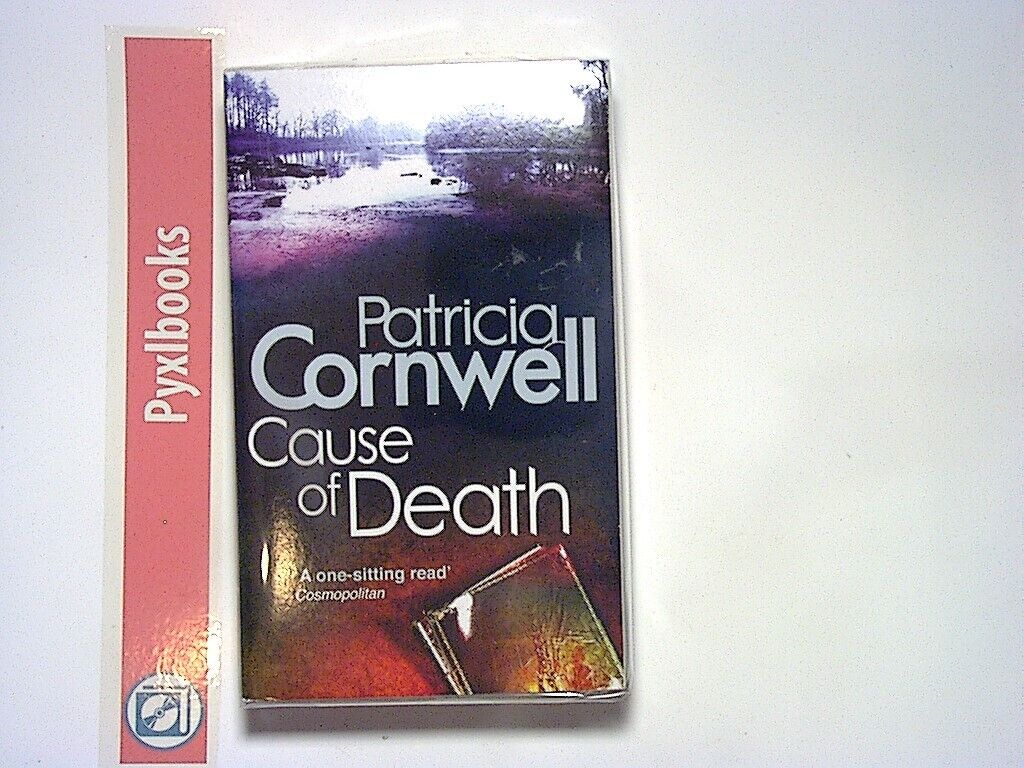 Pyxlbooks
Patricia
Cornwell
Cause
of Death
'A one-sitting read'
Cosmopolitan